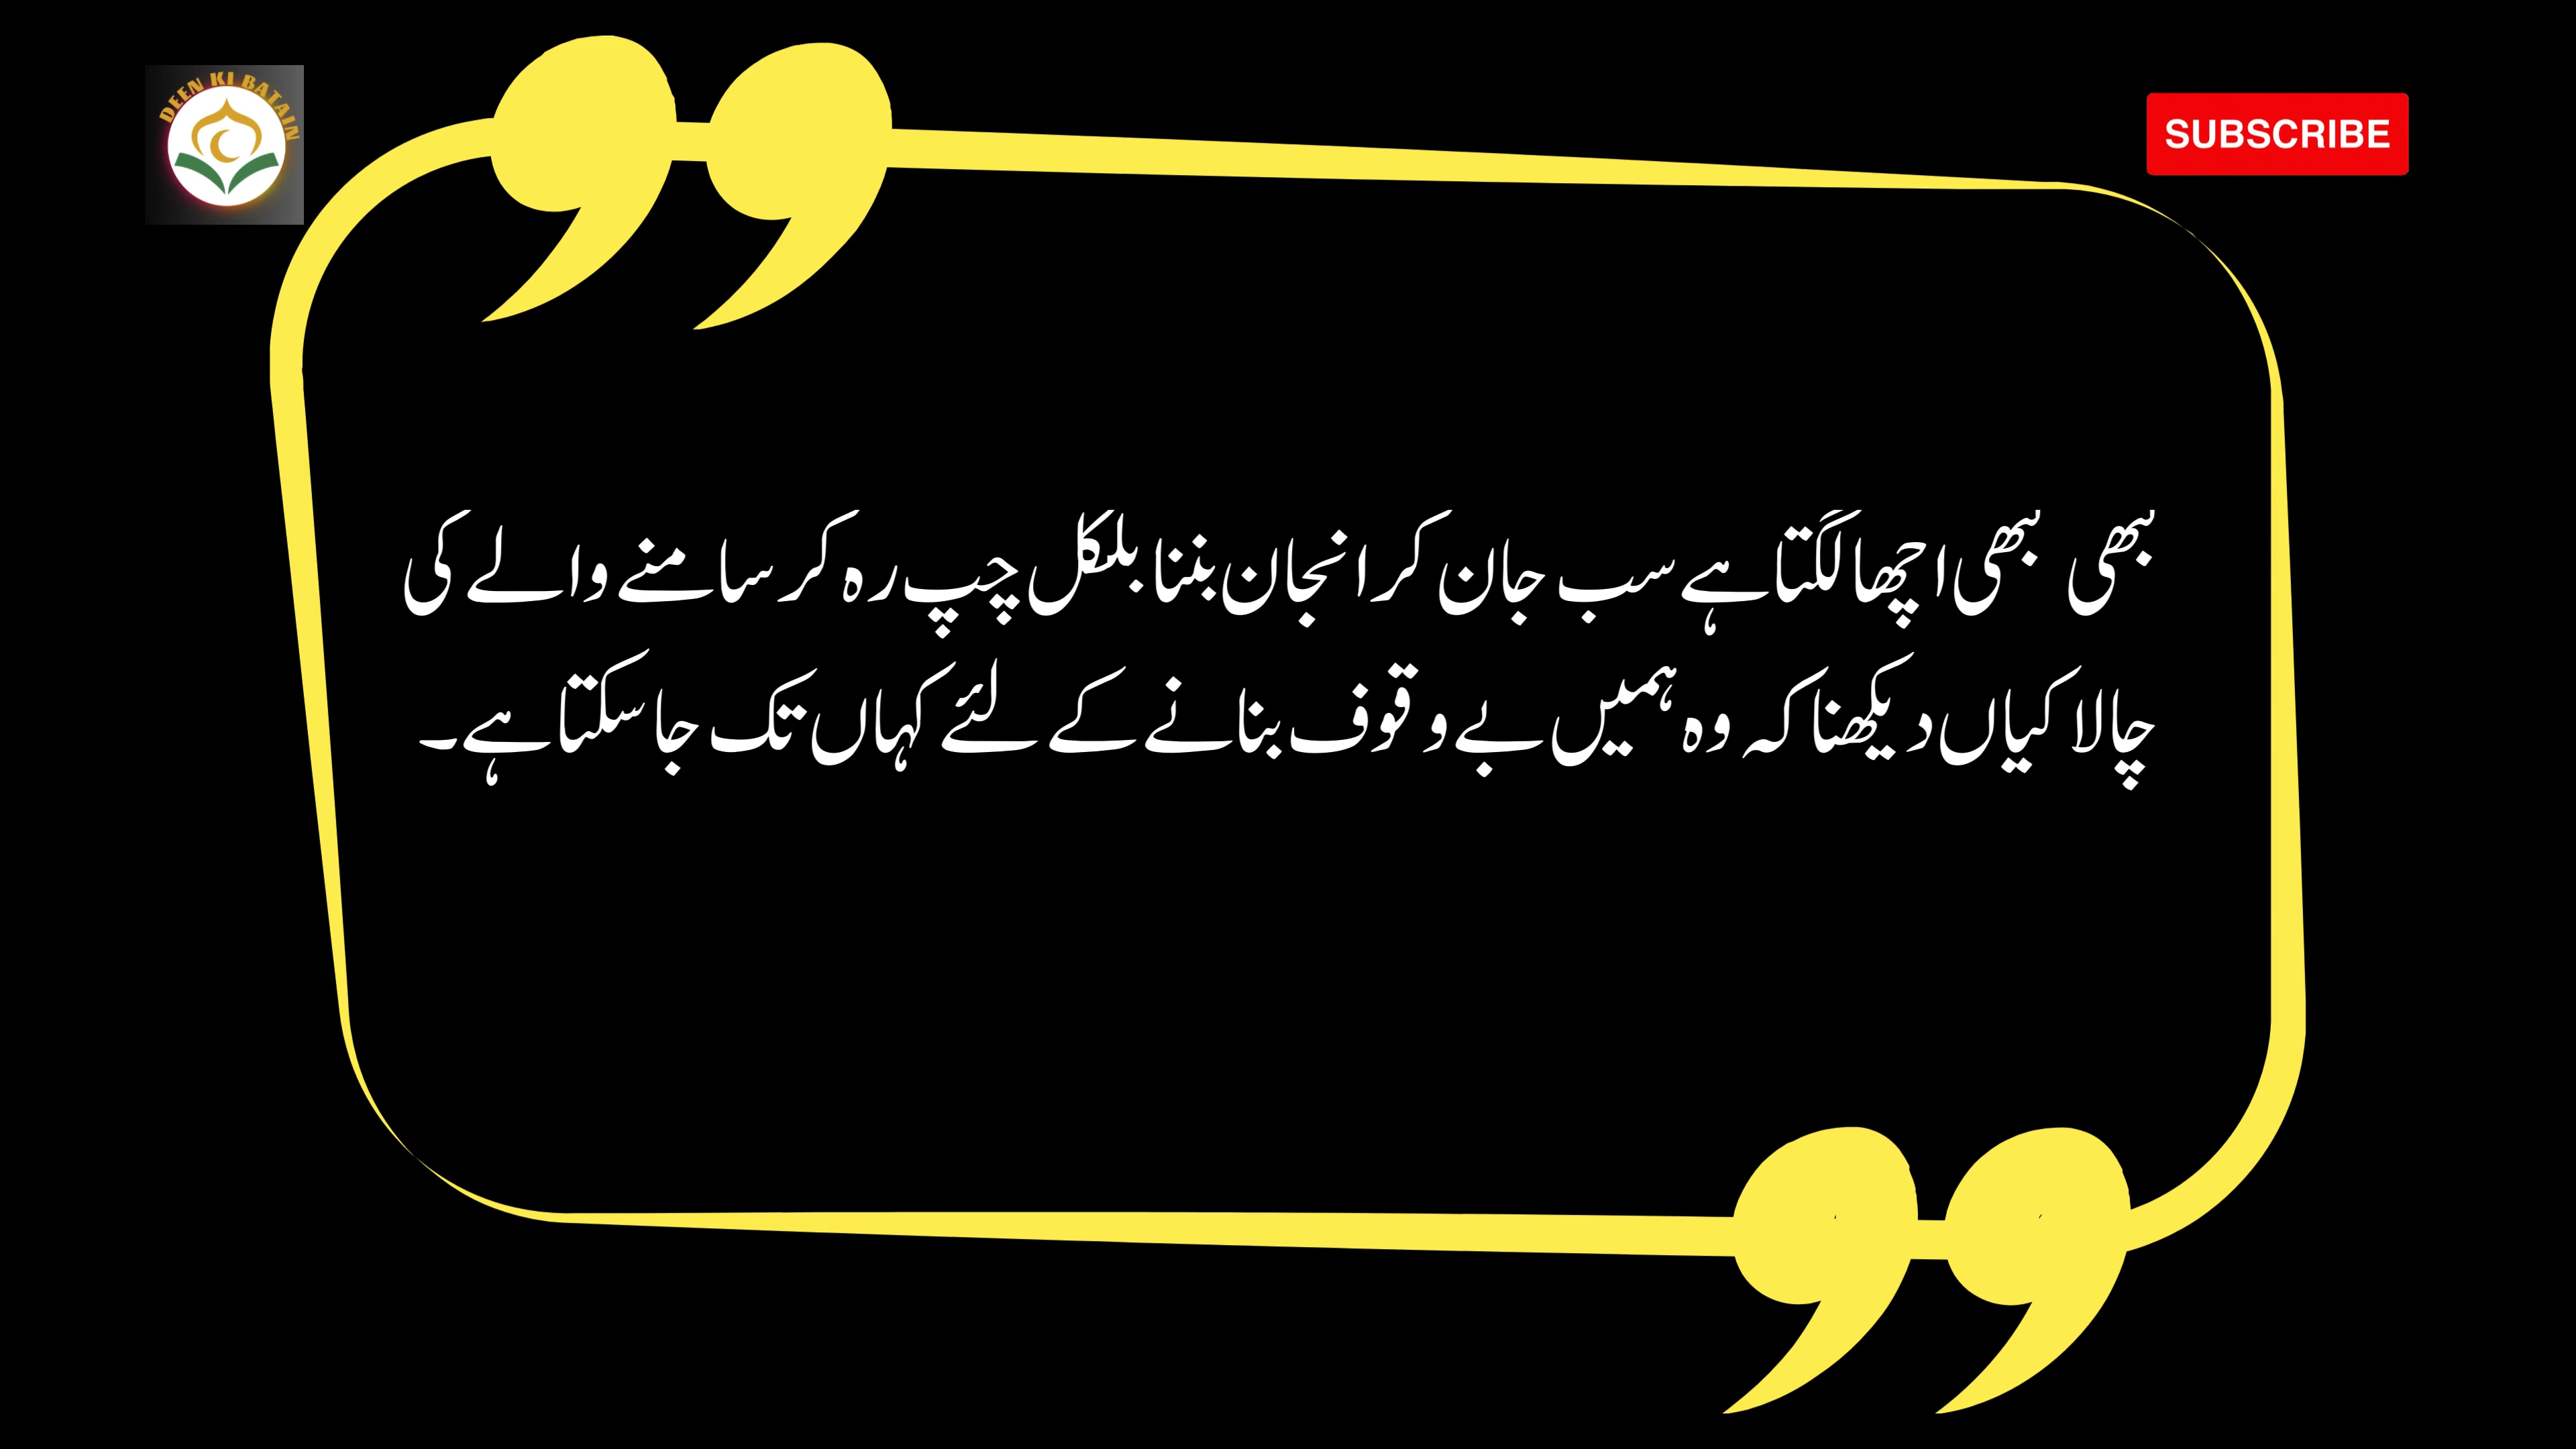 DEEN KI BATAIN
SUBSCRIBE
کبھی کبھی اچھا لگتا ہے سب جان کر انجان بننا بلکل چپ رہ کر سامنے والے کی
چالاکیاں دیکھنا کہ وہ ہمیں بے وقوف بنانے کے لئے کہاں تک جا سکتا ہے۔